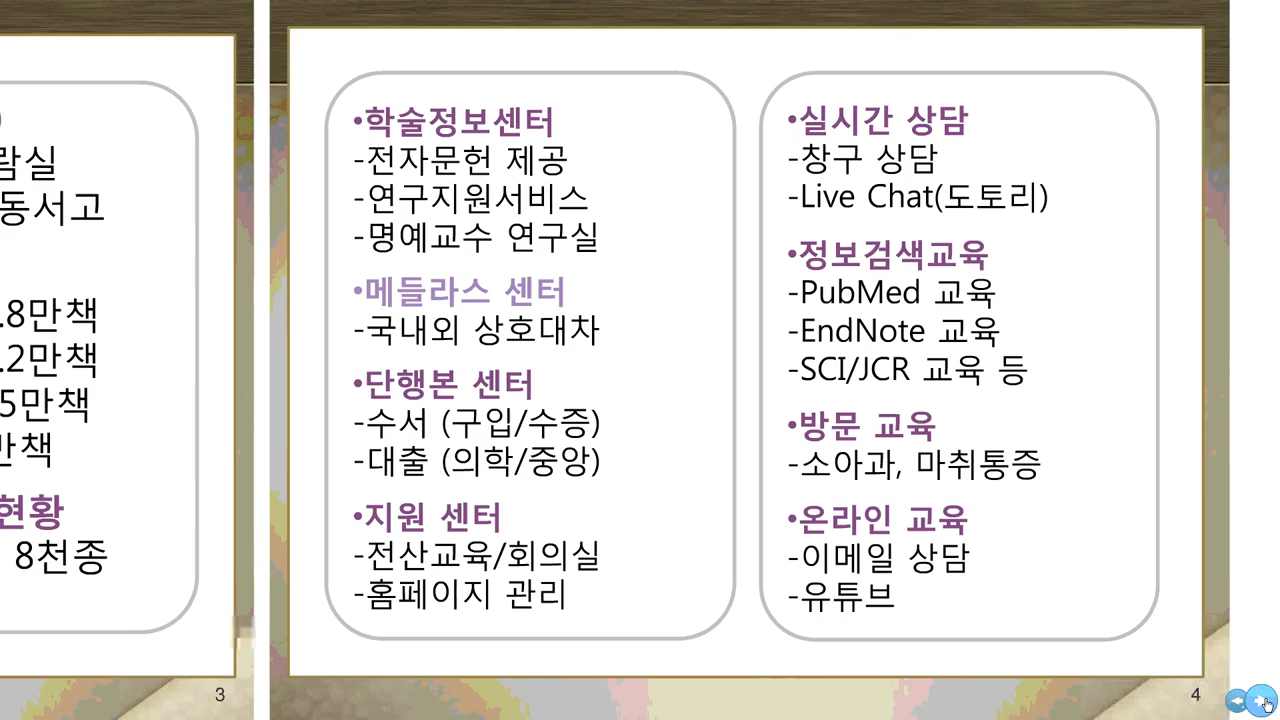 람실
동서고
.8만책
.2만책
5만책
만책
현황
8천종
3
•학술정보센터
-전자문헌 제공
-연구지원서비스
-명예교수 연구실
•메들라스 센터
-국내외 상호대차
•단행본 센터
-수서 (구입/수증)
-대출 (의학/중앙)
•지원 센터
-전산교육/회의실
-홈페이지 관리
•실시간 상담
-창구 상담
-Live Chat(도토리)
•정보검색교육
-PubMed 교육
-EndNote 교육
-SCI/JCR 교육 등
•방문 교육
-소아과, 마취통증
•온라인 교육
-이메일 상담
-유튜브
4